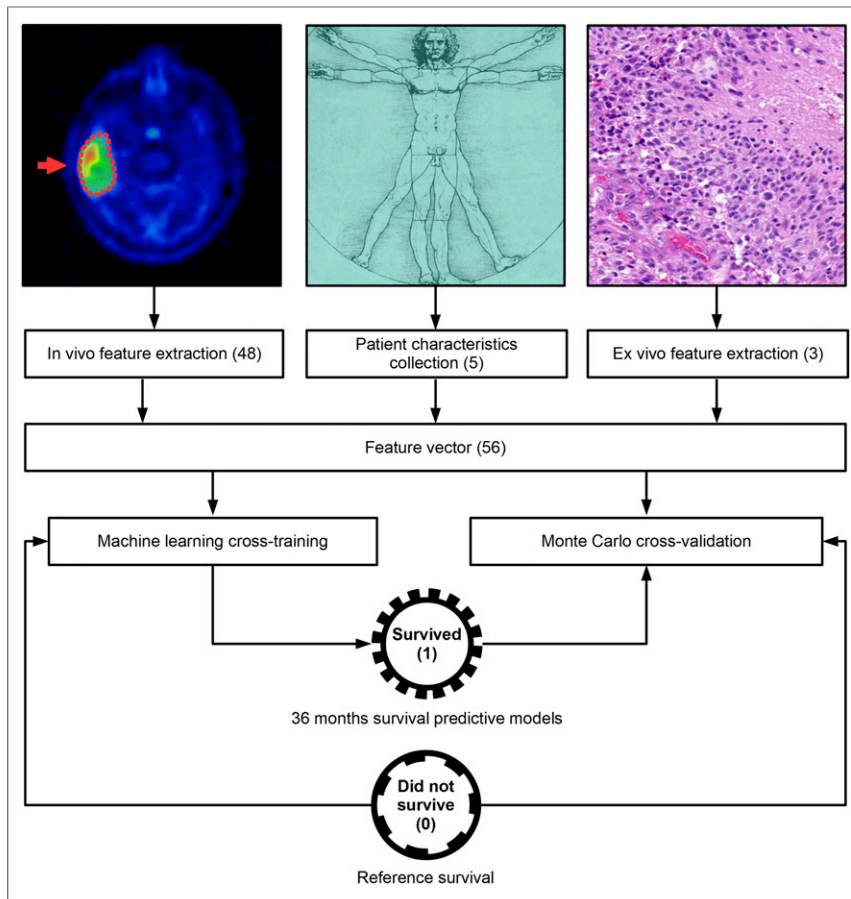 In vivo feature extraction (48)
Patient characteristics
collection (5)
Ex vivo feature extraction (3)
Feature vector (56)
Machine learning cross-training
Monte Carlo cross-validation
Survived
(1)
36 months survival predictive models
Did not
survive
(0)
Reference survival